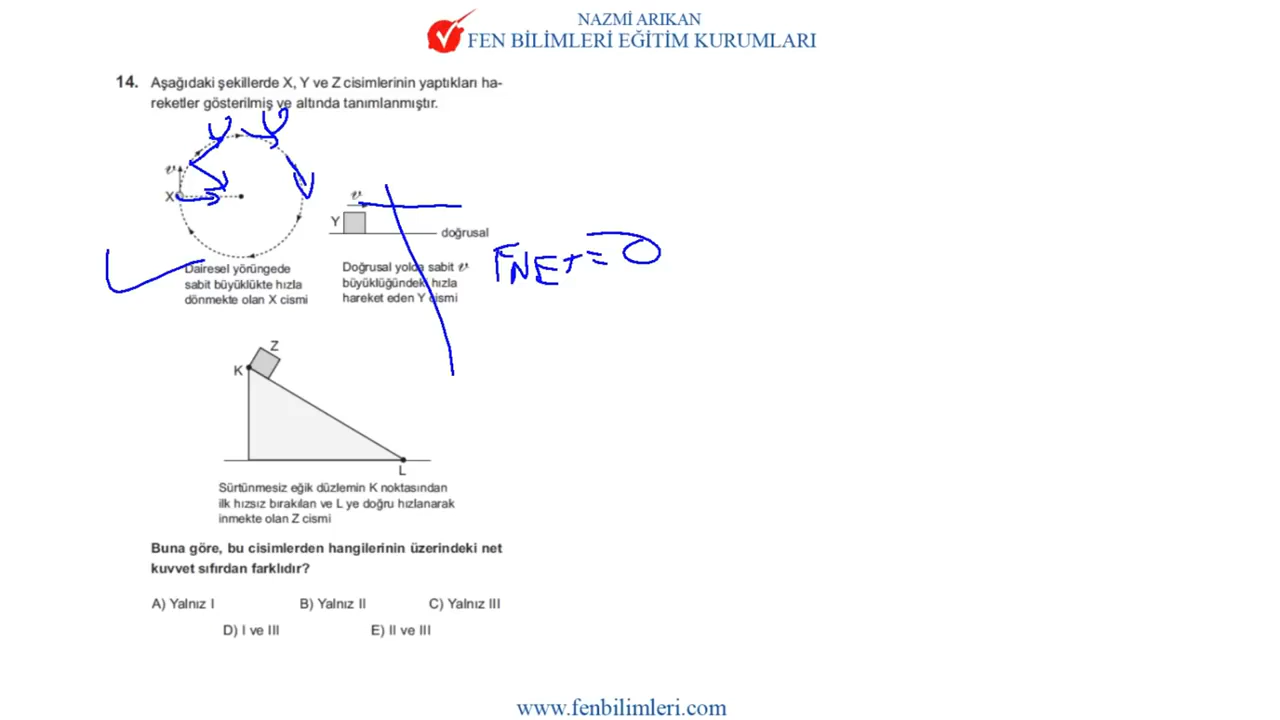 NAZMİ ARIKAN
FEN BİLİMLERİ EĞİTİM KURUMLARI
14. Aşağıdaki şekillerde X, Y ve Z cisimlerinin yaptıkları ha-
reketler gösterilmiş ve altında tanımlanmıştır.
V V
v
X
V
v
Y
doğrusal
FNET=0
Dairesel yörüngede
sabit büyüklükte hızla
dönmekte olan X cismi
Doğrusal yolda sabit v
büyüklüğündeki hızla
hareket eden Y cismi
Z
K
L
Sürtünmesiz eğik düzlemin K noktasından
ilk hızsız bırakılan ve L ye doğru hızlanarak
inmekte olan Z cismi
Buna göre, bu cisimlerden hangilerinin üzerindeki net
kuvvet sıfırdan farklıdır?
A) Yalnız I B) Yalnız II C) Yalnız III
D) I ve III E) II ve III
www.fenbilimleri.com